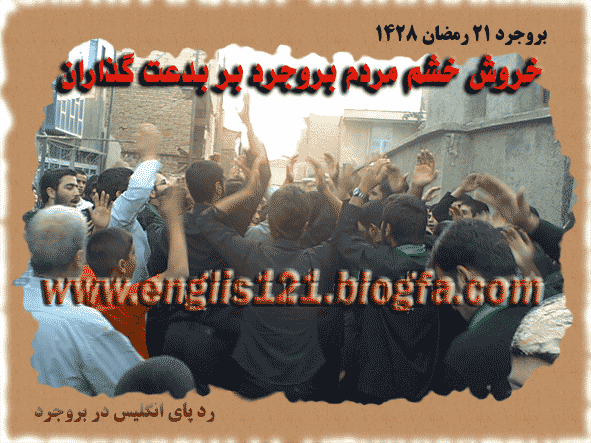 بروجرد ۲۱ رمضان ۱۴۲۸
خروش خشم مردم بروجرد بر بدعت گذاران
www.englis121.blogfa.com
رد پای انگلیس در بروجرد